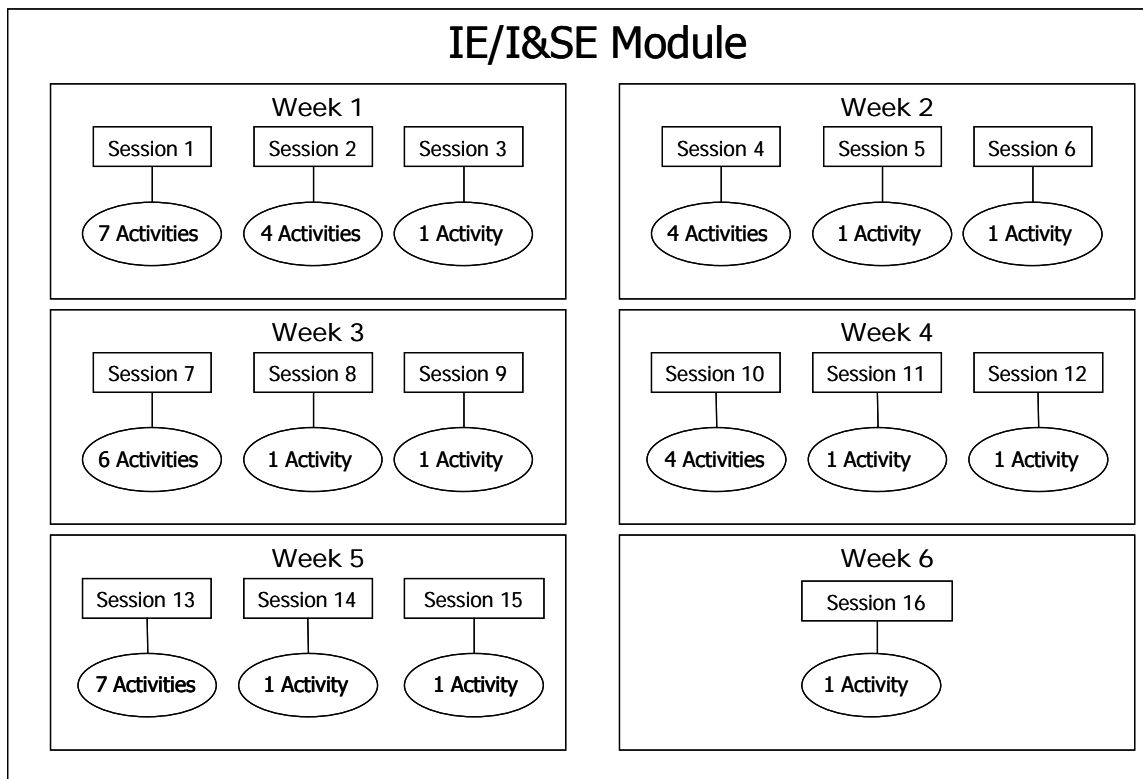 IE/I&SE Module
Week 1
Session 1
Session 2
Session 3
7 Activities
4 Activities
1 Activity
Week 2
Session 4
Session 5
Session 6
4 Activities
1 Activity
1 Activity
Week 3
Session 7
Session 8
Session 9
6 Activities
1 Activity
1 Activity
Week 4
Session 10
Session 11
Session 12
4 Activities
1 Activity
1 Activity
Week 5
Session 13
Session 14
Session 15
7 Activities
1 Activity
1 Activity
Week 6
Session 16
1 Activity